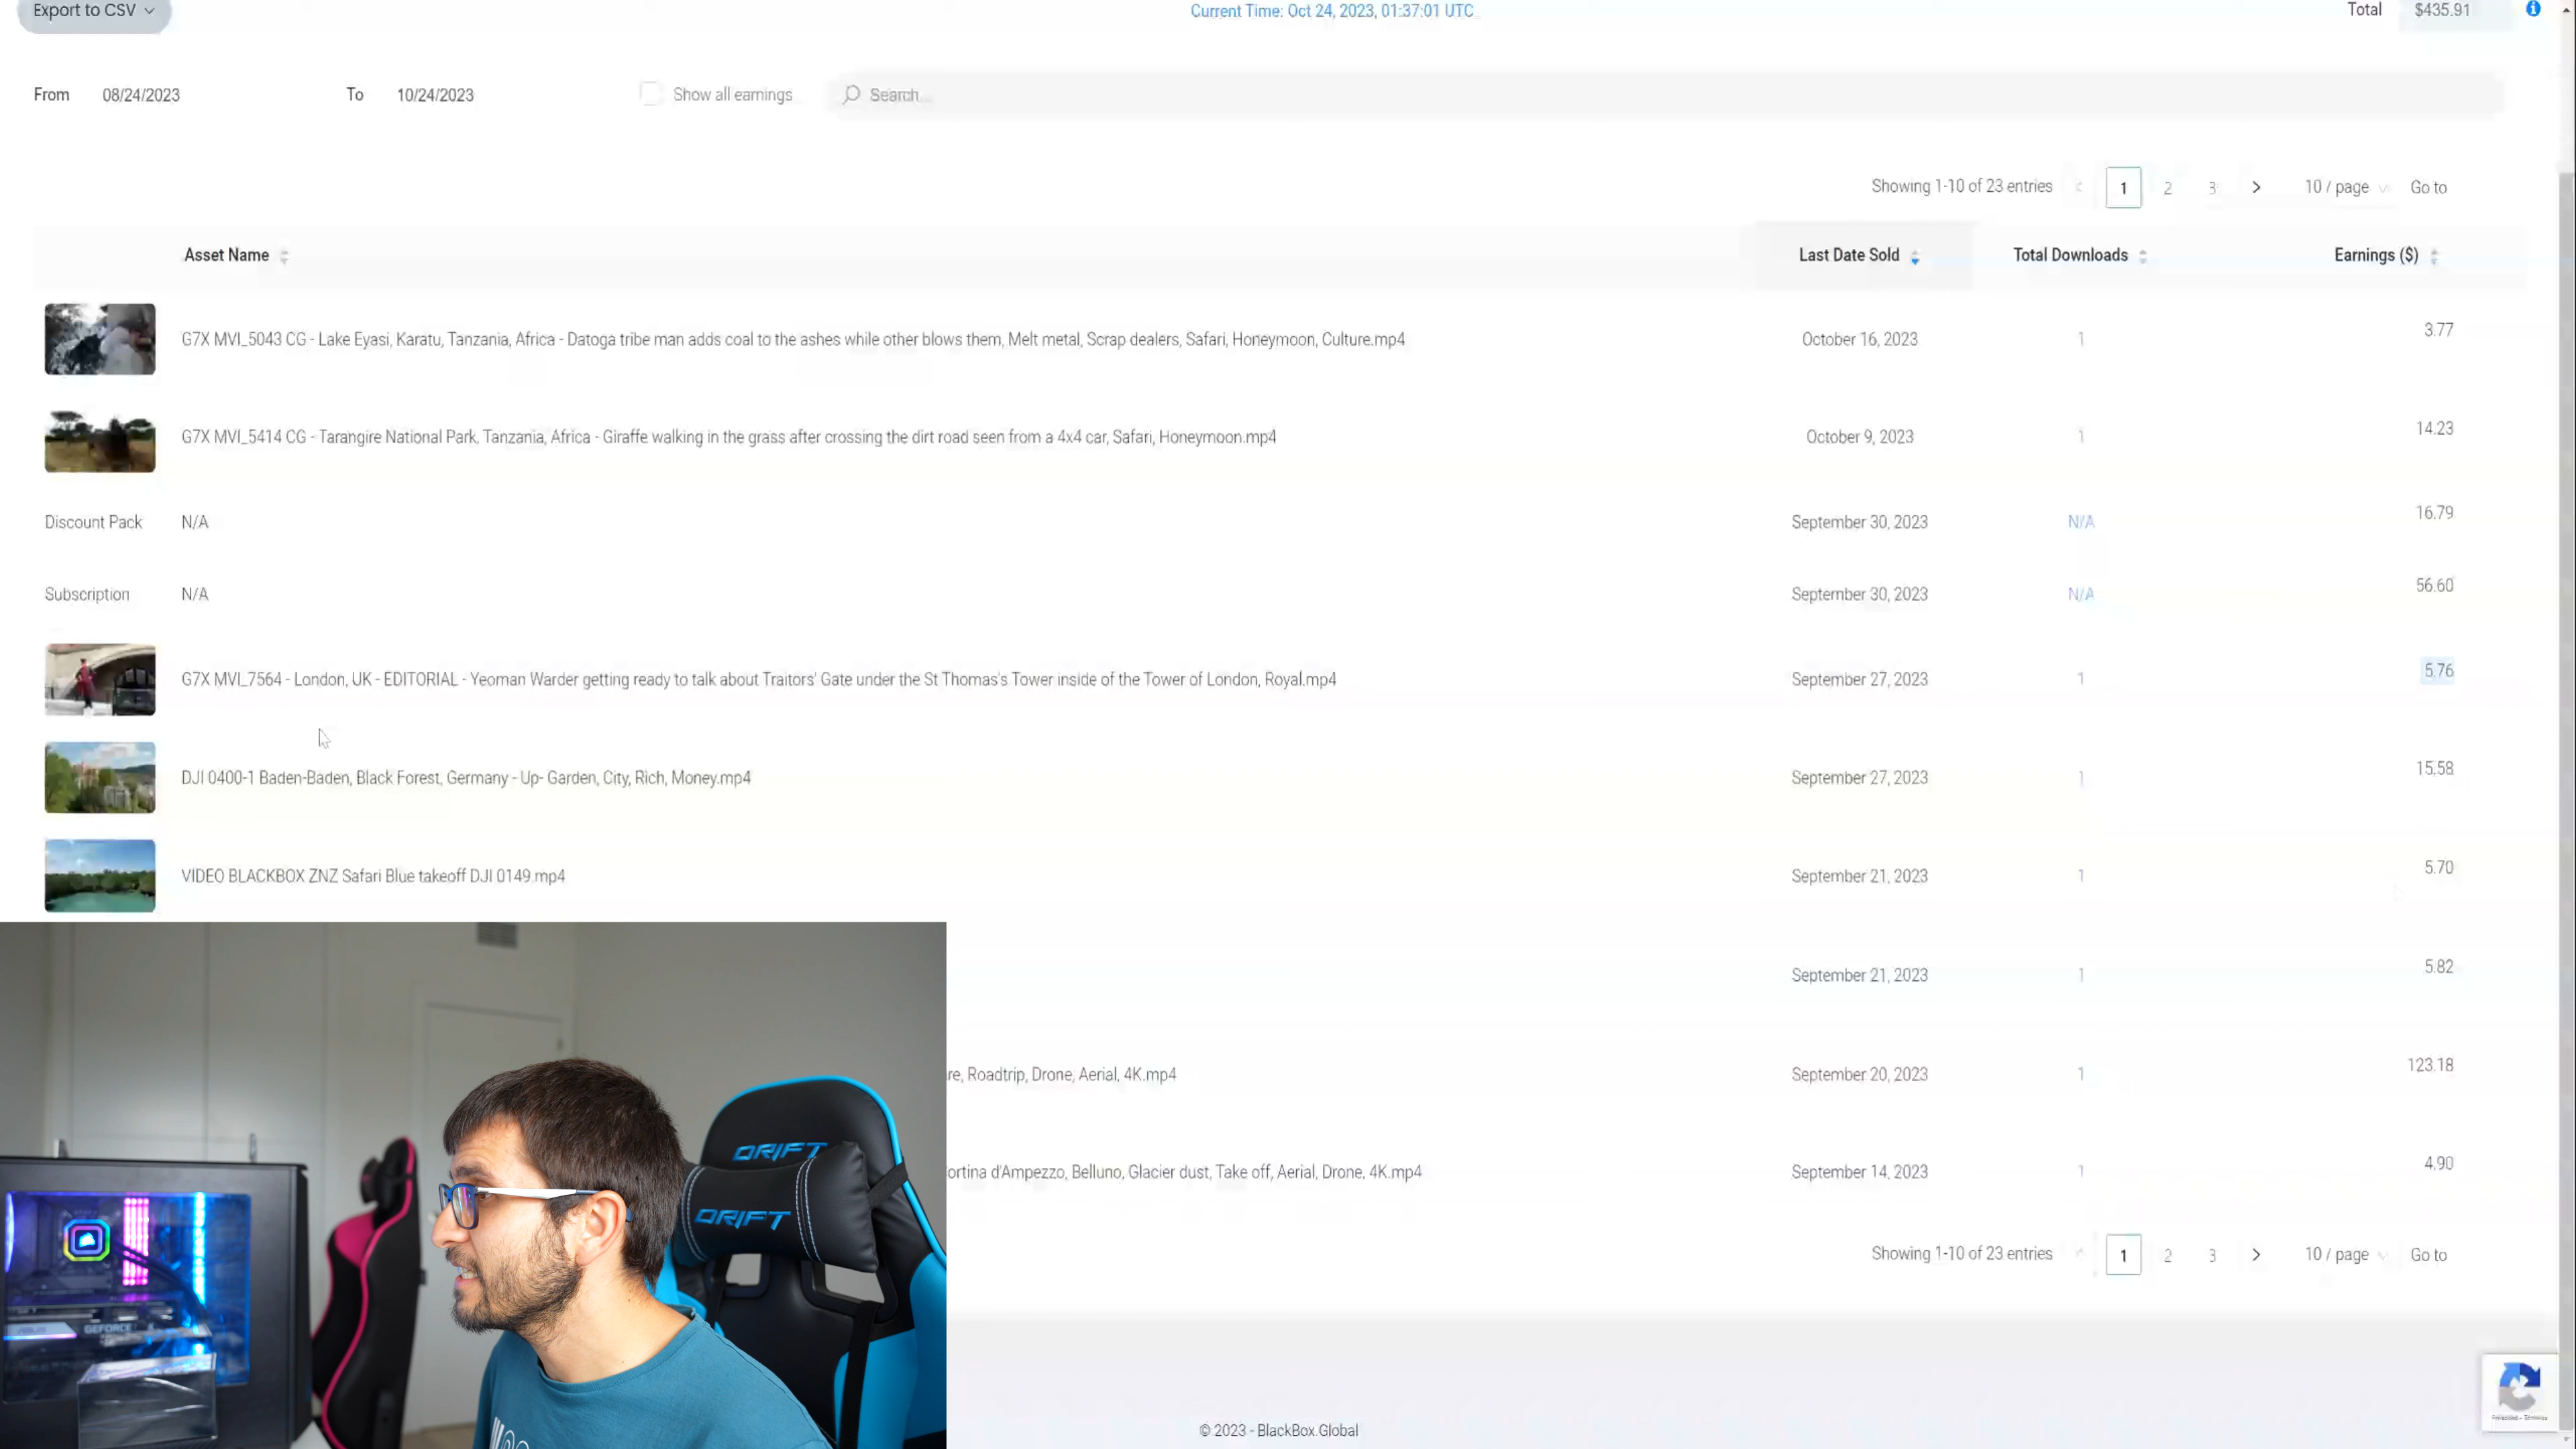 Export to CSV
Current Time: Oct 24, 2023, 01:37:01 UTC
Total $435.91
From 08/24/2023 To 10/24/2023 Show all earnings Search...
Showing 1-10 of 23 entries 1 2 3 10 / page Go to
Asset Name Last Date Sold Total Downloads Earnings ($)
G7X MVI_5043 CG - Lake Eyasi, Karatu, Tanzania, Africa - Datoga tribe man adds coal to the ashes while other blows them, Melt metal, Scrap dealers, Safari, Honeymoon, Culture.mp4 October 16, 2023 1 3.77
G7X MVI_5414 CG - Tarangire National Park, Tanzania, Africa - Giraffe walking in the grass after crossing the dirt road seen from a 4x4 car, Safari, Honeymoon.mp4 October 9, 2023 1 14.23
Discount Pack N/A September 30, 2023 N/A 16.79
Subscription N/A September 30, 2023 N/A 56.60
G7X MVI_7564 - London, UK - EDITORIAL - Yeoman Warder getting ready to talk about Traitors' Gate under the St Thomas's Tower inside of the Tower of London, Royal.mp4 September 27, 2023 1 5.76
DJI 0400-1 Baden-Baden, Black Forest, Germany - Up- Garden, City, Rich, Money.mp4 September 27, 2023 1 15.58
VIDEO BLACKBOX ZNZ Safari Blue takeoff DJI 0149.mp4 September 21, 2023 1 5.70
September 21, 2023 1 5.82
re, Roadtrip, Drone, Aerial, 4K.mp4 September 20, 2023 1 123.18
ortina d'Ampezzo, Belluno, Glacier dust, Take off, Aerial, Drone, 4K.mp4 September 14, 2023 1 4.90
Showing 1-10 of 23 entries 1 2 3 10 / page Go to
DRIFT
DRIFT
GEFORCE
© 2023 - BlackBox.Global